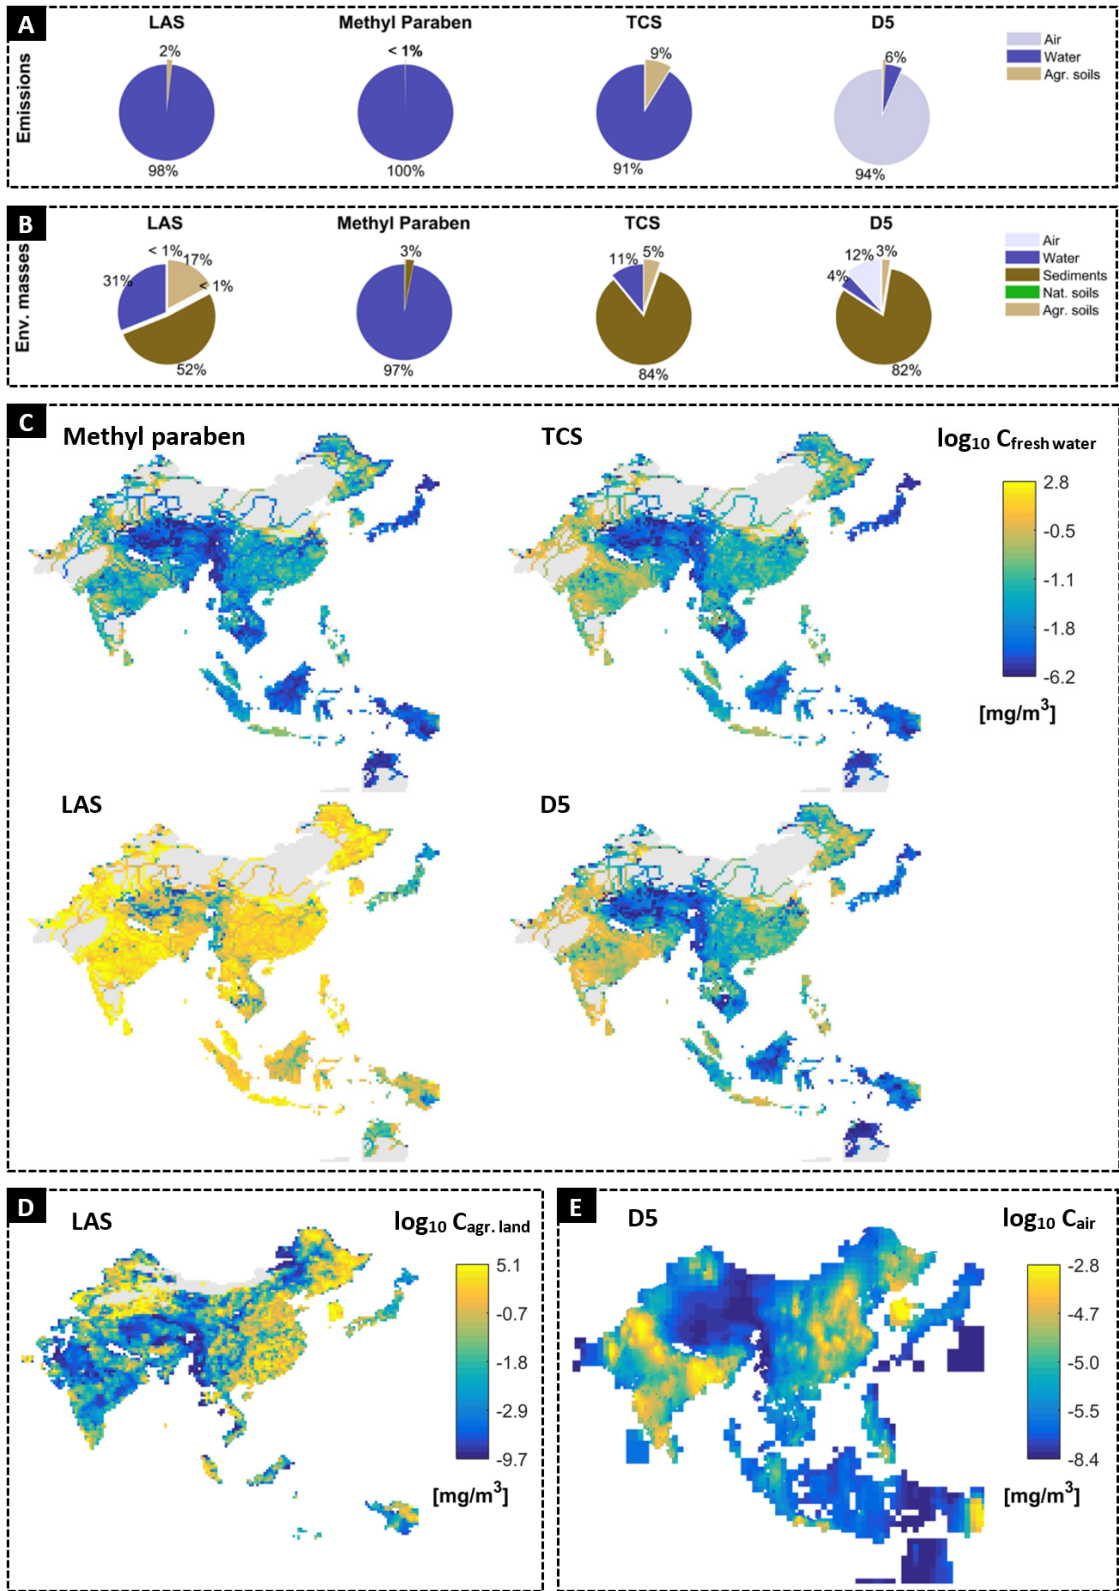 A
LAS
Methyl Paraben
TCS
D5
Emissions
2%
< 1%
9%
6%
98%
100%
91%
94%
Air
Water
Agr. soils
B
LAS
Methyl Paraben
TCS
D5
Env. masses
< 1%
17%
< 1%
31%
52%
3%
97%
11%
5%
84%
12%
3%
4%
82%
Air
Water
Sediments
Nat. soils
Agr. soils
C
Methyl paraben
TCS
log10 Cfresh water
2.8
-0.5
-1.1
-1.8
-6.2
[mg/m3]
LAS
D5
D
LAS
log10 Cagr. land
5.1
-0.7
-1.8
-2.9
-9.7
[mg/m3]
E
D5
log10 Cair
-2.8
-4.7
-5.0
-5.5
-8.4
[mg/m3]